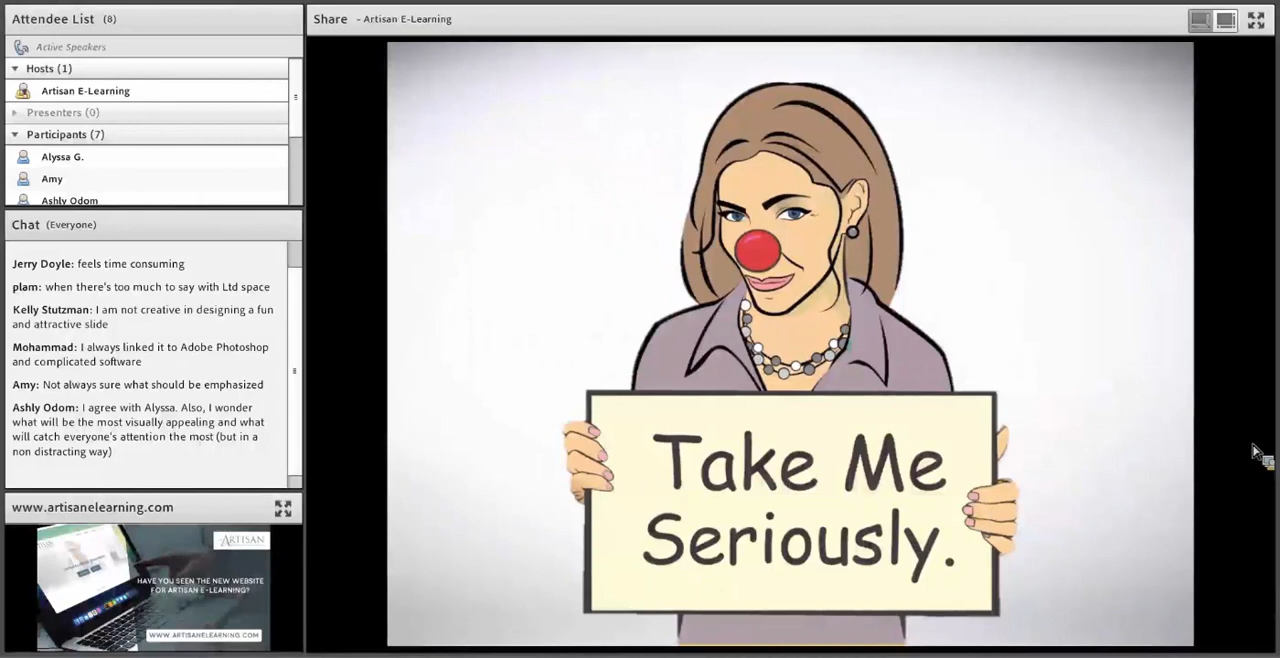 Attendee List (8)
Active Speakers
Hosts (1)
Artisan E-Learning
Presenters (0)
Participants (7)
Alyssa G.
Amy
Ashly Odom
Chat (Everyone)
Jerry Doyle: feels time consuming
plam: when there's too much to say with Ltd space
Kelly Stutzman: I am not creative in designing a fun
and attractive slide
Mohammad: I always linked it to Adobe Photoshop
and complicated software
Amy: Not always sure what should be emphasized
Ashly Odom: I agree with Alyssa. Also, I wonder
what will be the most visually appealing and what
will catch everyone's attention the most (but in a
non distracting way)
www.artisanelearning.com
ARTISAN
HAVE YOU SEEN THE NEW WEBSITE
FOR ARTISAN E-LEARNING?
WWW.ARTISANELEARNING.COM
Share - Artisan E-Learning
Take Me
Seriously.